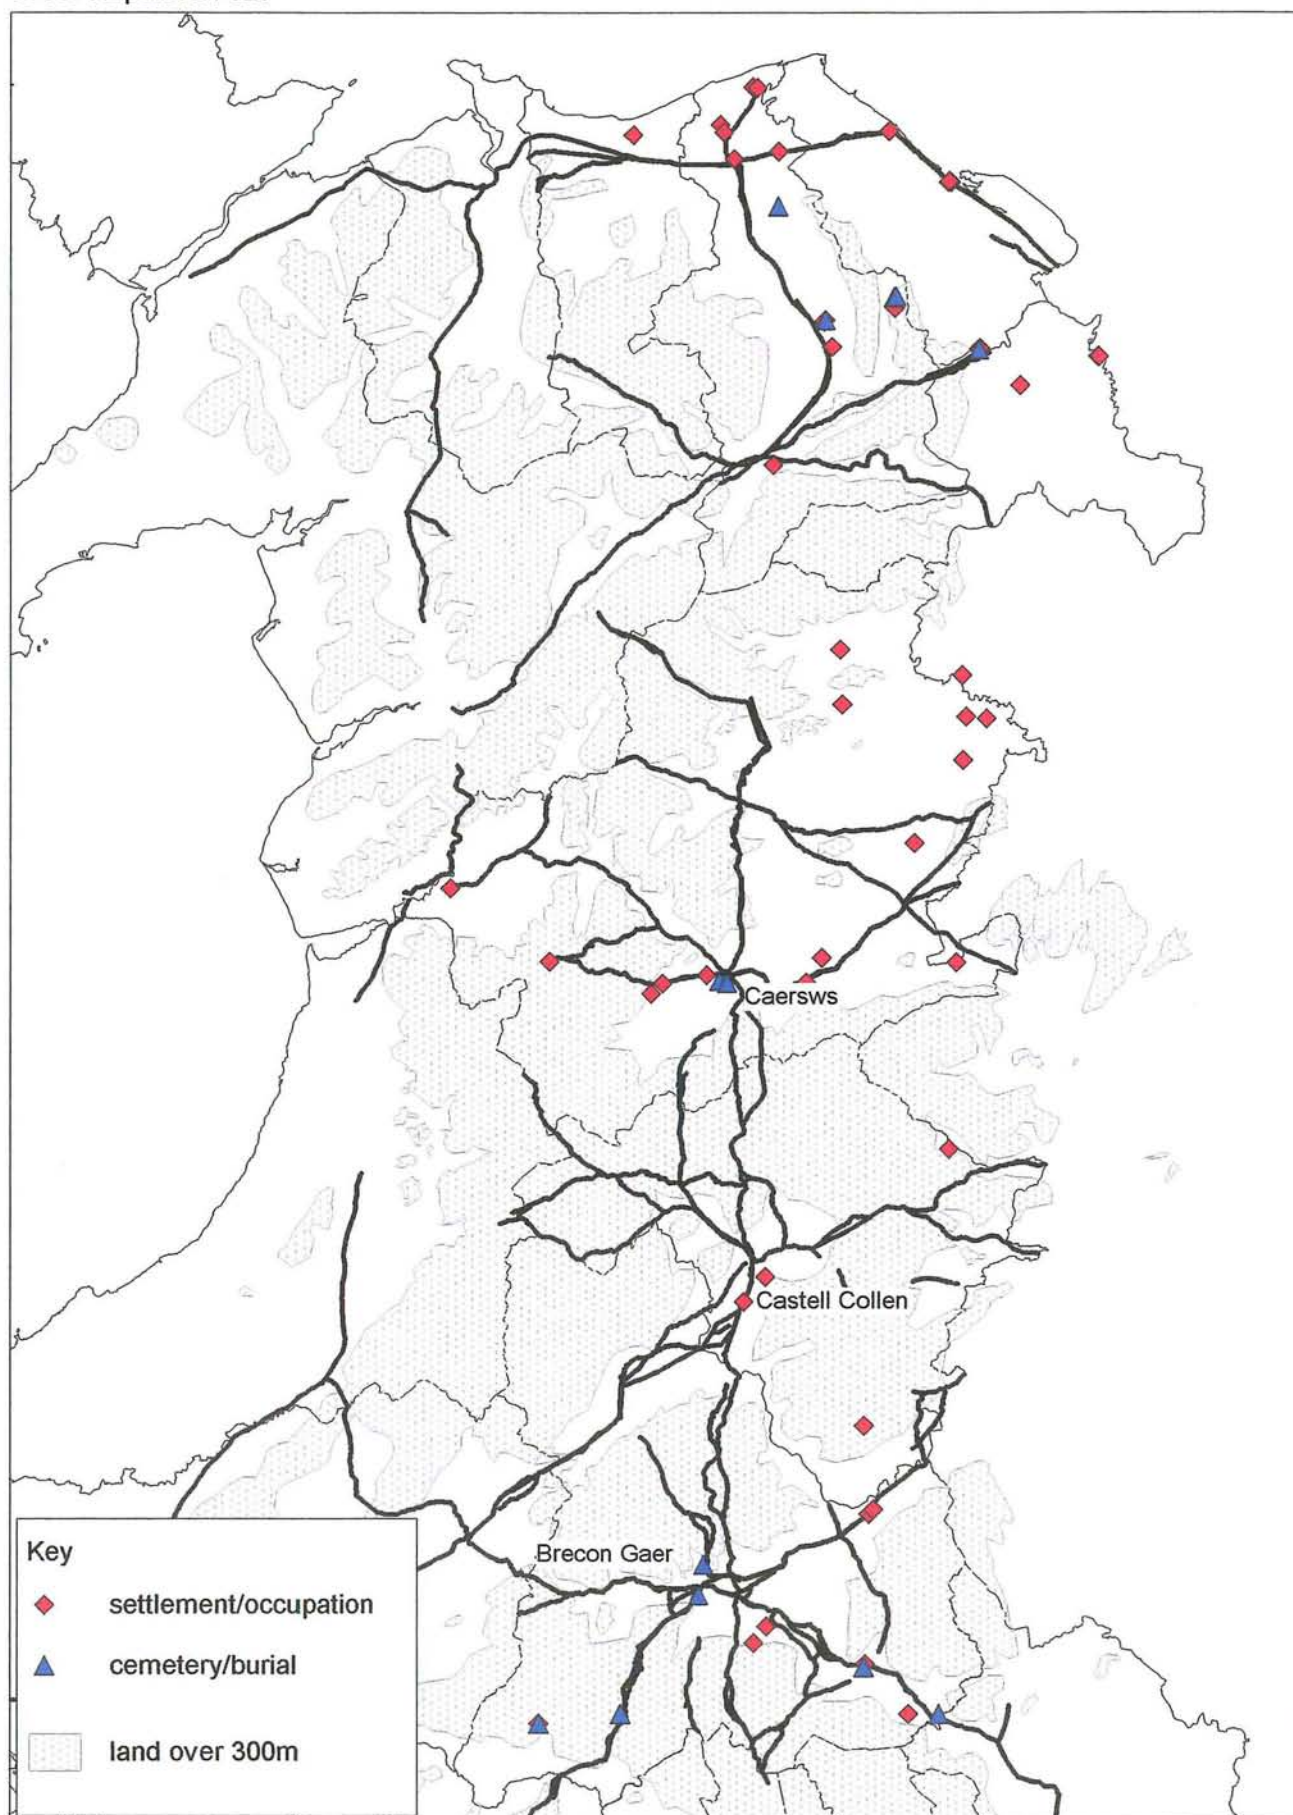 Caersws
Castell Collen
Brecon Gaer
Key
settlement/occupation
cemetery/burial
land over 300m